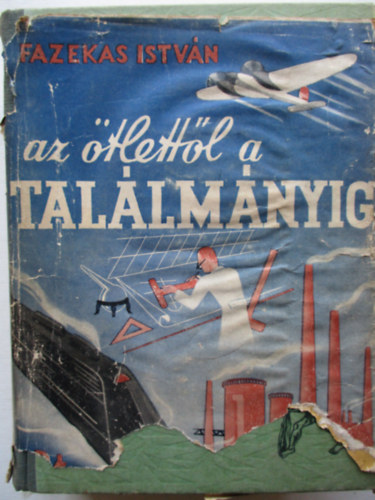 FAZEKAS ISTVÁN
az ötlettől a
TALÁLMÁNYIG